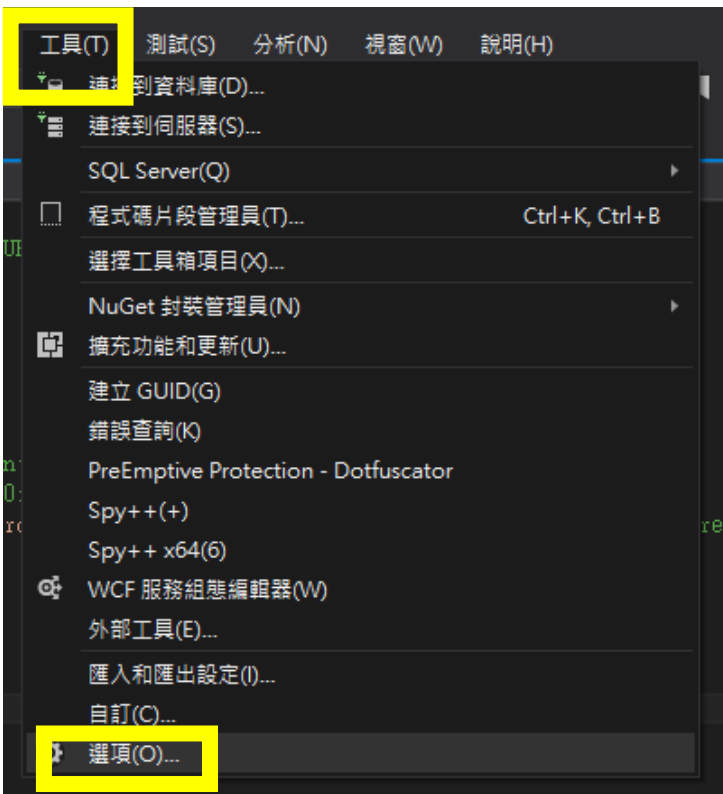 工具(T) 測試(S) 分析(N) 視窗(W) 說明(H)
連接到資料庫(D)...
連接到伺服器(S)...
SQL Server(Q)
程式碼片段管理員(T)... Ctrl+K, Ctrl+B
選擇工具箱項目(X)...
NuGet 封裝管理員(N)
擴充功能和更新(U)...
建立 GUID(G)
錯誤查詢(K)
PreEmptive Protection - Dotfuscator
Spy++(+)
Spy++ x64(6)
WCF 服務組態編輯器(W)
外部工具(E)...
匯入和匯出設定(I)...
自訂(C)...
選項(O)...